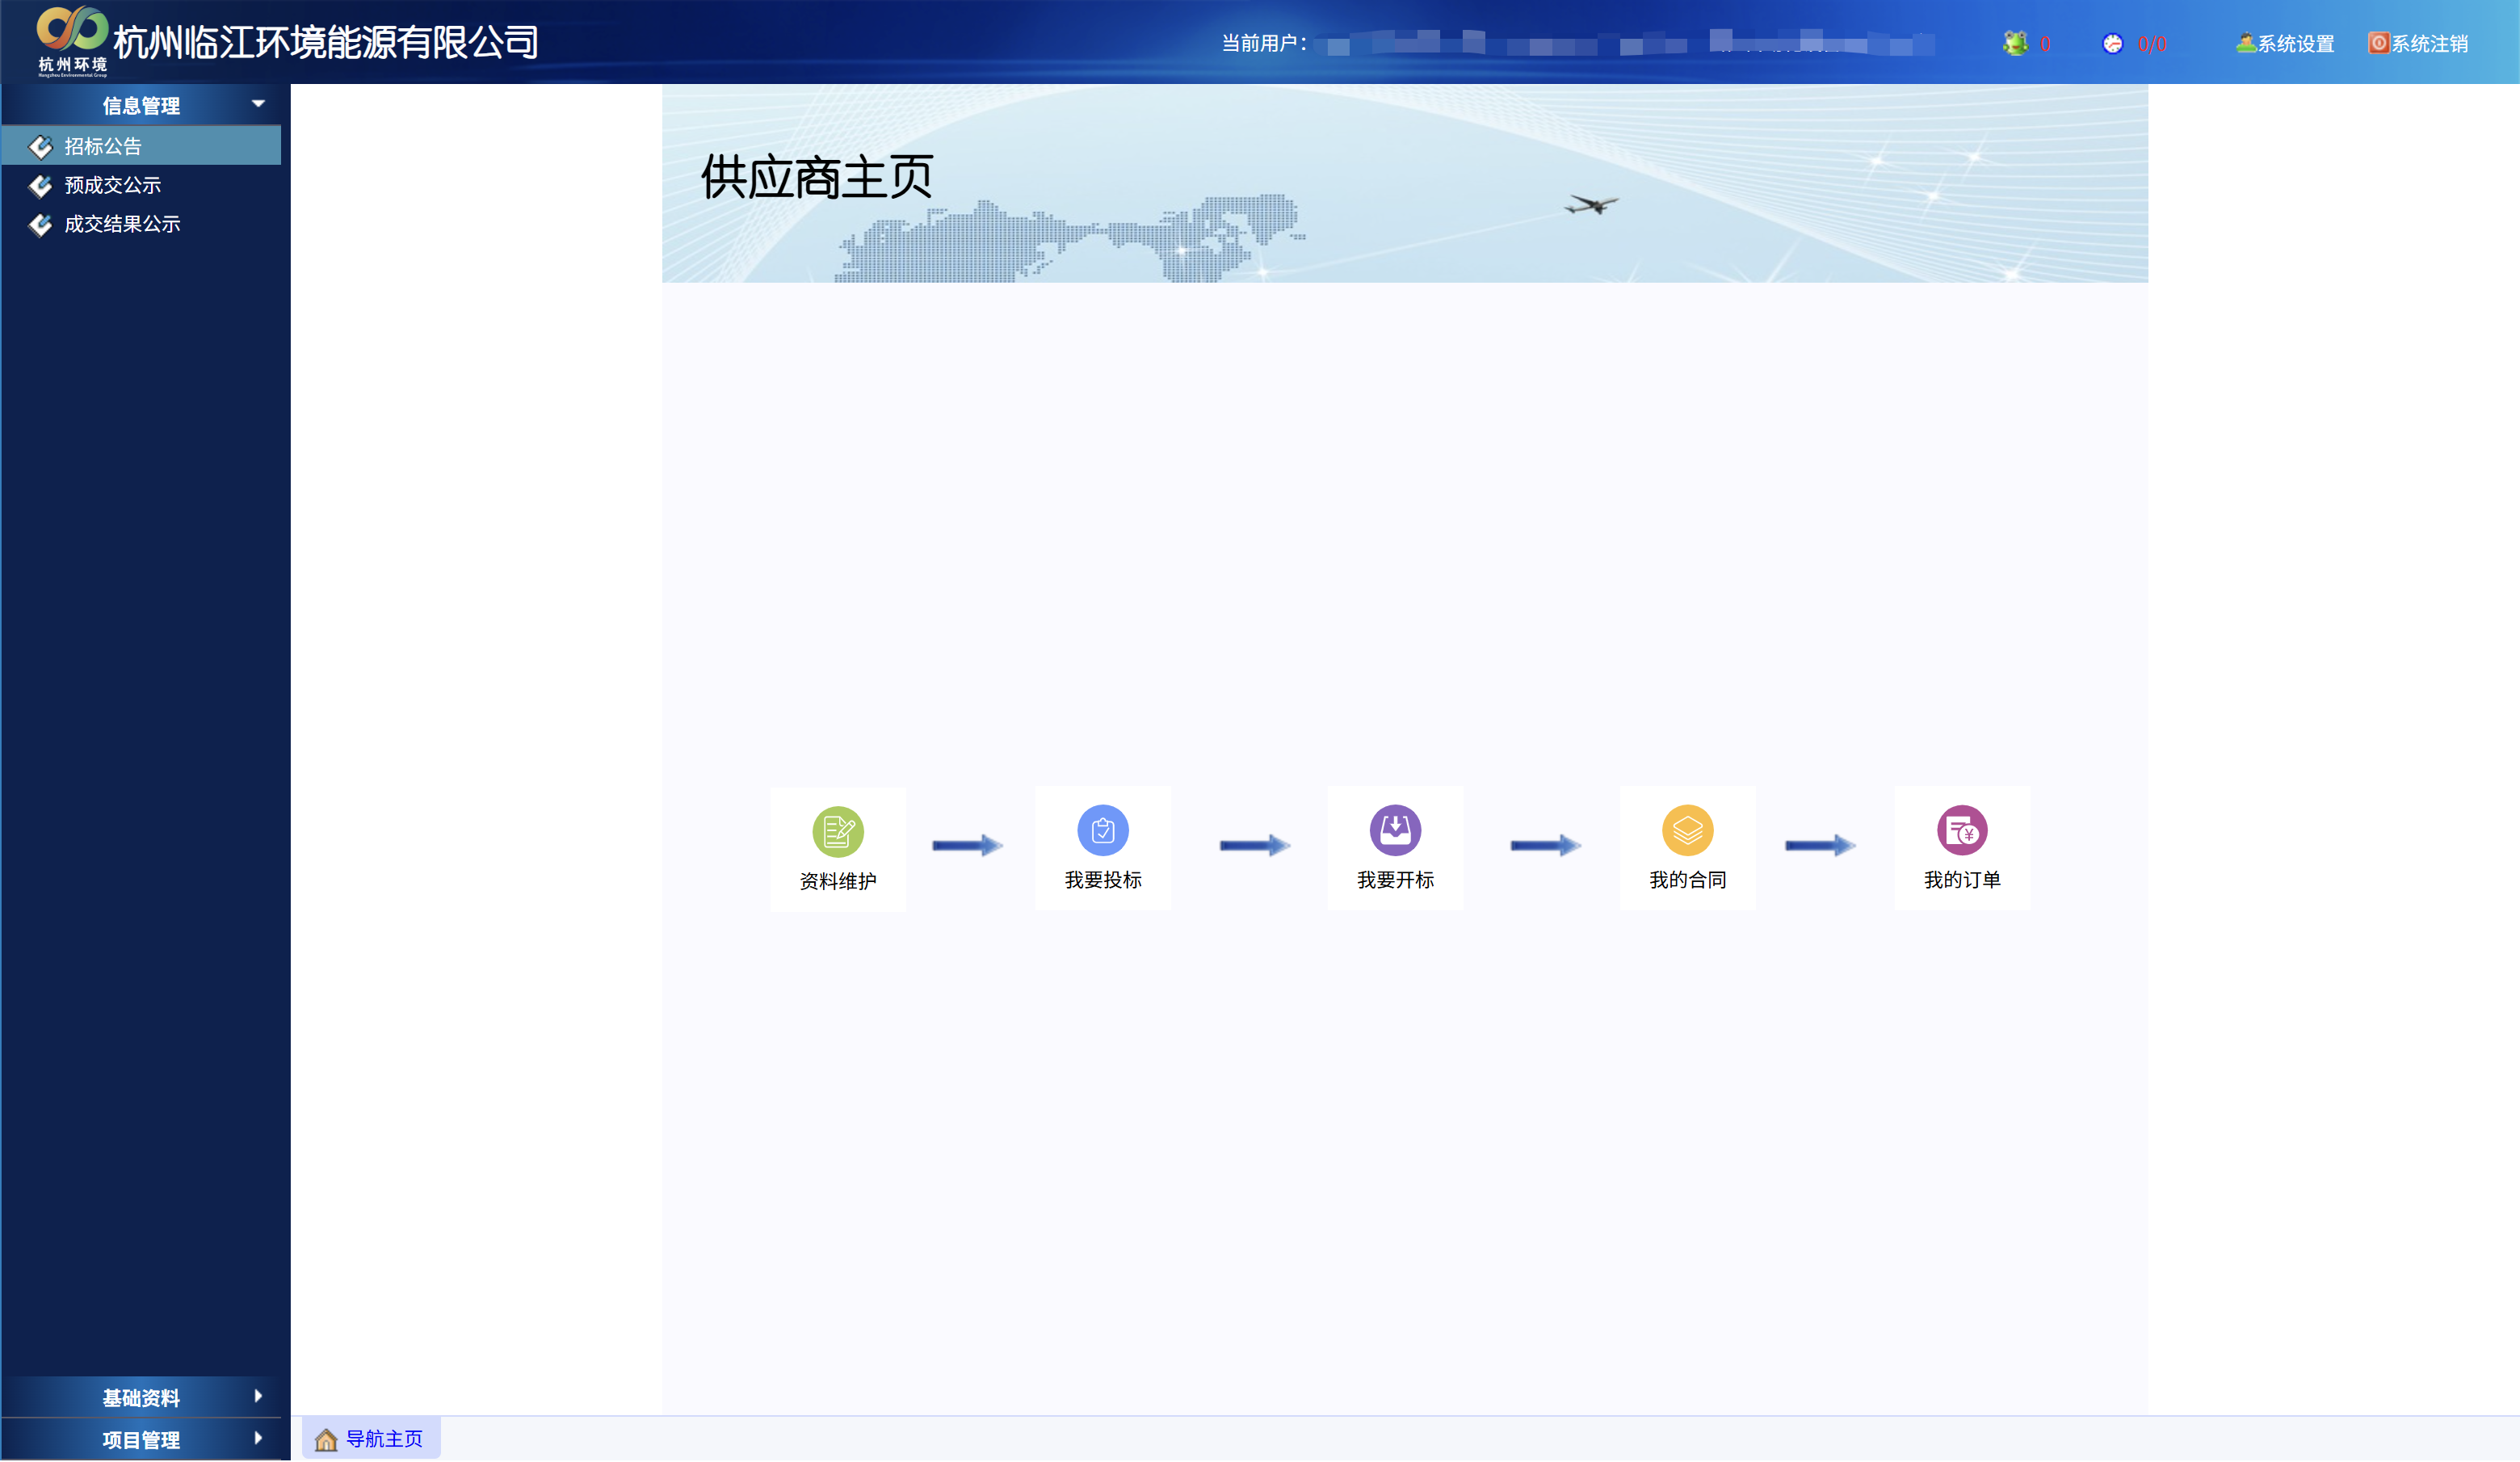 杭州环境
Hangzhou Environmental Group
杭州临江环境能源有限公司
当前用户：
0
0/0
系统设置
系统注销
信息管理
招标公告
预成交公示
成交结果公示
供应商主页
资料维护
我要投标
我要开标
我的合同
我的订单
基础资料
项目管理
导航主页